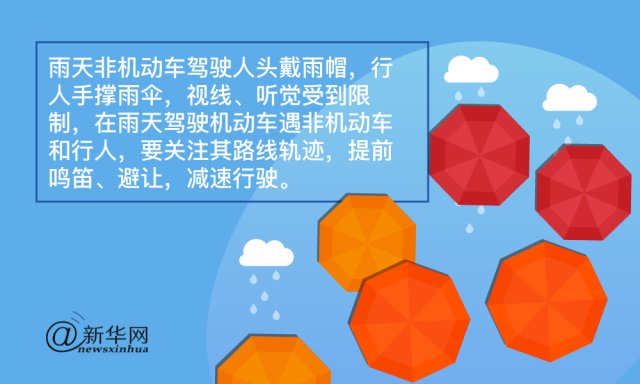 雨天非机动车驾驶人头戴雨帽，行
人手撑雨伞，视线、听觉受到限
制，在雨天驾驶机动车遇非机动车
和行人，要关注其路线轨迹，提前
鸣笛、避让，减速行驶。
@新华网
newsxinhua